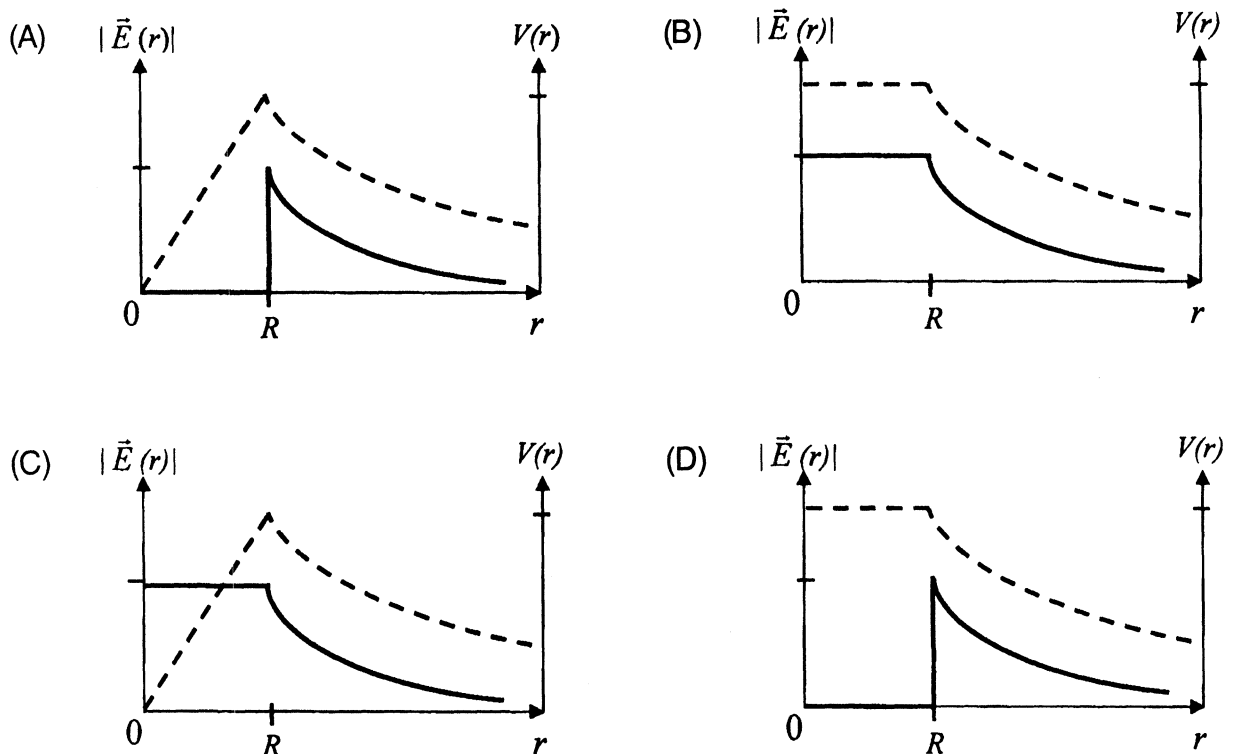 (A) | E⃗ (r)| V(r)
0 R r
(B) | E⃗ (r)| V(r)
0 R r
(C) | E⃗ (r)| V(r)
0 R r
(D) | E⃗ (r)| V(r)
0 R r